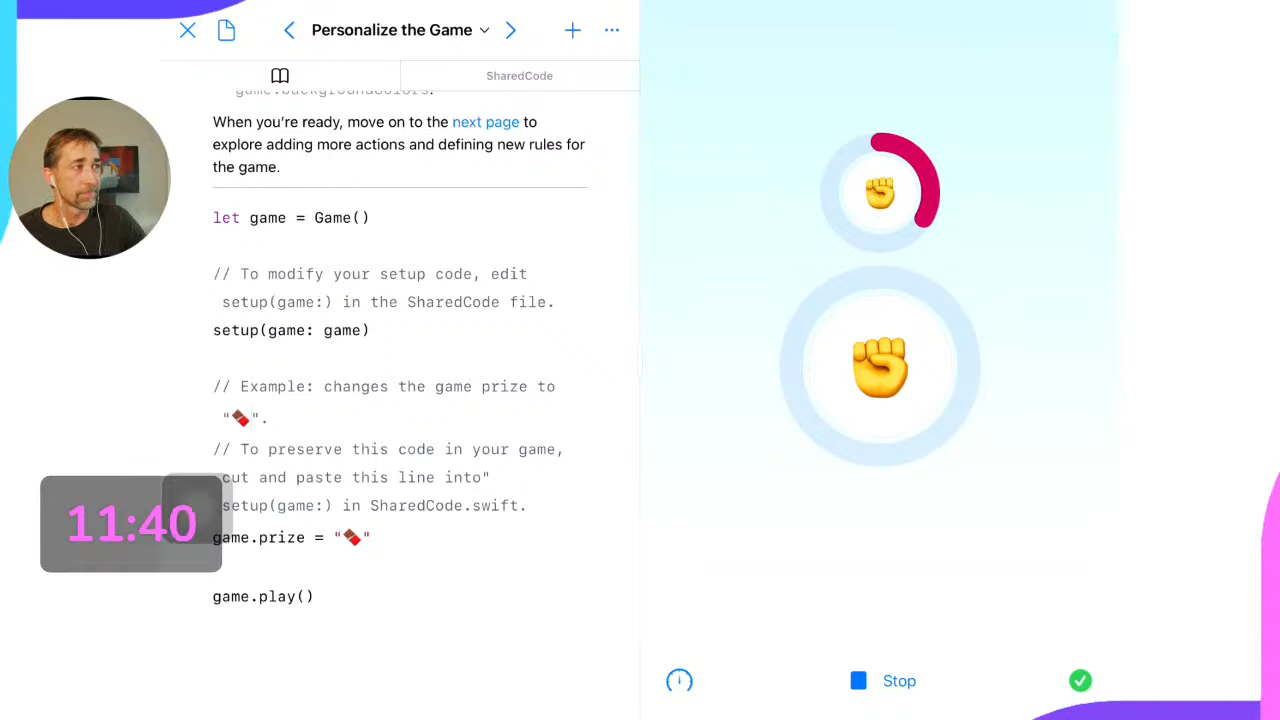 Personalize the Game
SharedCode
game.backgroundColors.
When you're ready, move on to the next page to
explore adding more actions and defining new rules for
the game.
let game = Game()
// To modify your setup code, edit
setup(game:) in the SharedCode file.
setup(game: game)
// Example: changes the game prize to
"🍫".
// To preserve this code in your game,
cut and paste this line into"
setup(game:) in SharedCode.swift.
game.prize = "🍫"
game.play()
11:40
Stop